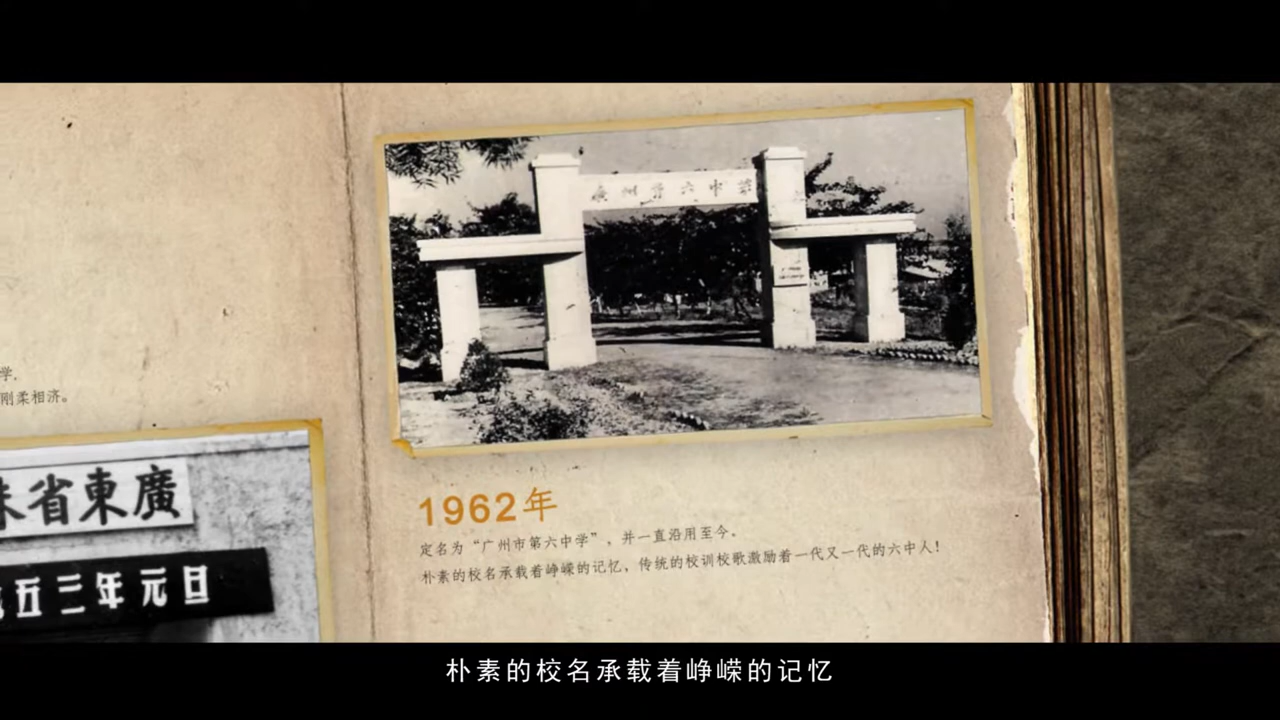 廣州第六中学
学.
刚柔相济。
省東廣
五三年元旦
1962年
定名为“广州市第六中学”，并一直沿用至今。
朴素的校名承载着峥嵘的记忆，传统的校训校歌激励着一代又一代的六中人！
朴素的校名承载着峥嵘的记忆